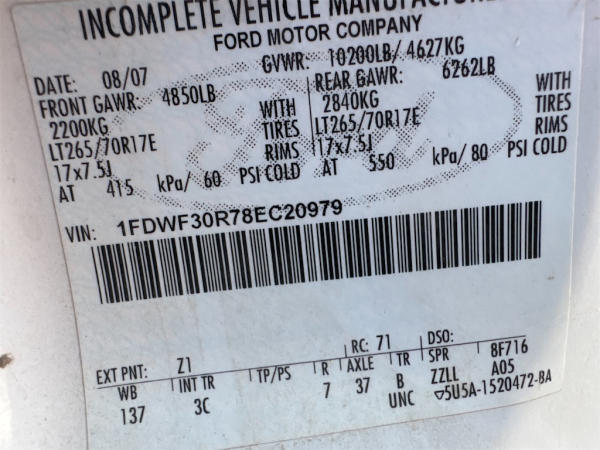 INCOMPLETE VEHICLE MANUFACTURE
FORD MOTOR COMPANY
DATE: 08/07 GVWR: 10200LB/ 4627KG
FRONT GAWR: 4850LB REAR GAWR: 6262LB
2200KG WITH 2840KG WITH
LT265/70R17E TIRES LT265/70R17E TIRES
17x7.5J RIMS 17x7.5J RIMS
AT 415 kPa/ 60 PSI COLD AT 550 kPa/ 80 PSI COLD
VIN: 1FDWF30R78EC20979
EXT PNT: Z1 RC: 71 DSO:
WB INT TR TP/PS R AXLE TR SPR 8F716
137 3C 7 37 B ZZLL A05
UNC ▽5U5A-1520472-BA